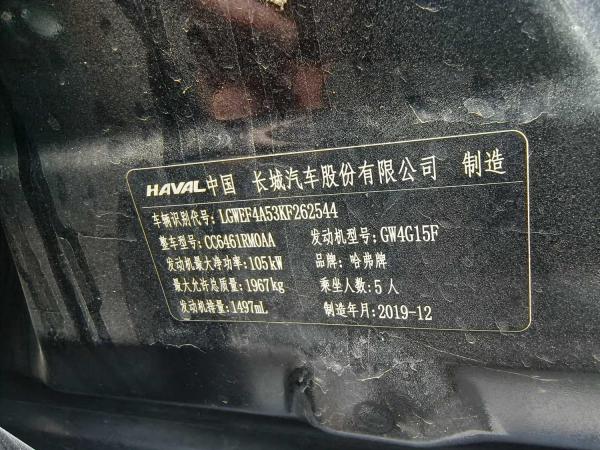 HAVAL中国 长城汽车股份有限公司 制造
车辆识别代号: LGWEF4A53KF262544
整车型号: CC6461RM0AA 发动机型号: GW4G15F
发动机最大净功率: 105kW 品牌: 哈弗牌
最大允许总质量: 1967kg 乘坐人数: 5人
发动机排量: 1497mL 制造年月: 2019-12